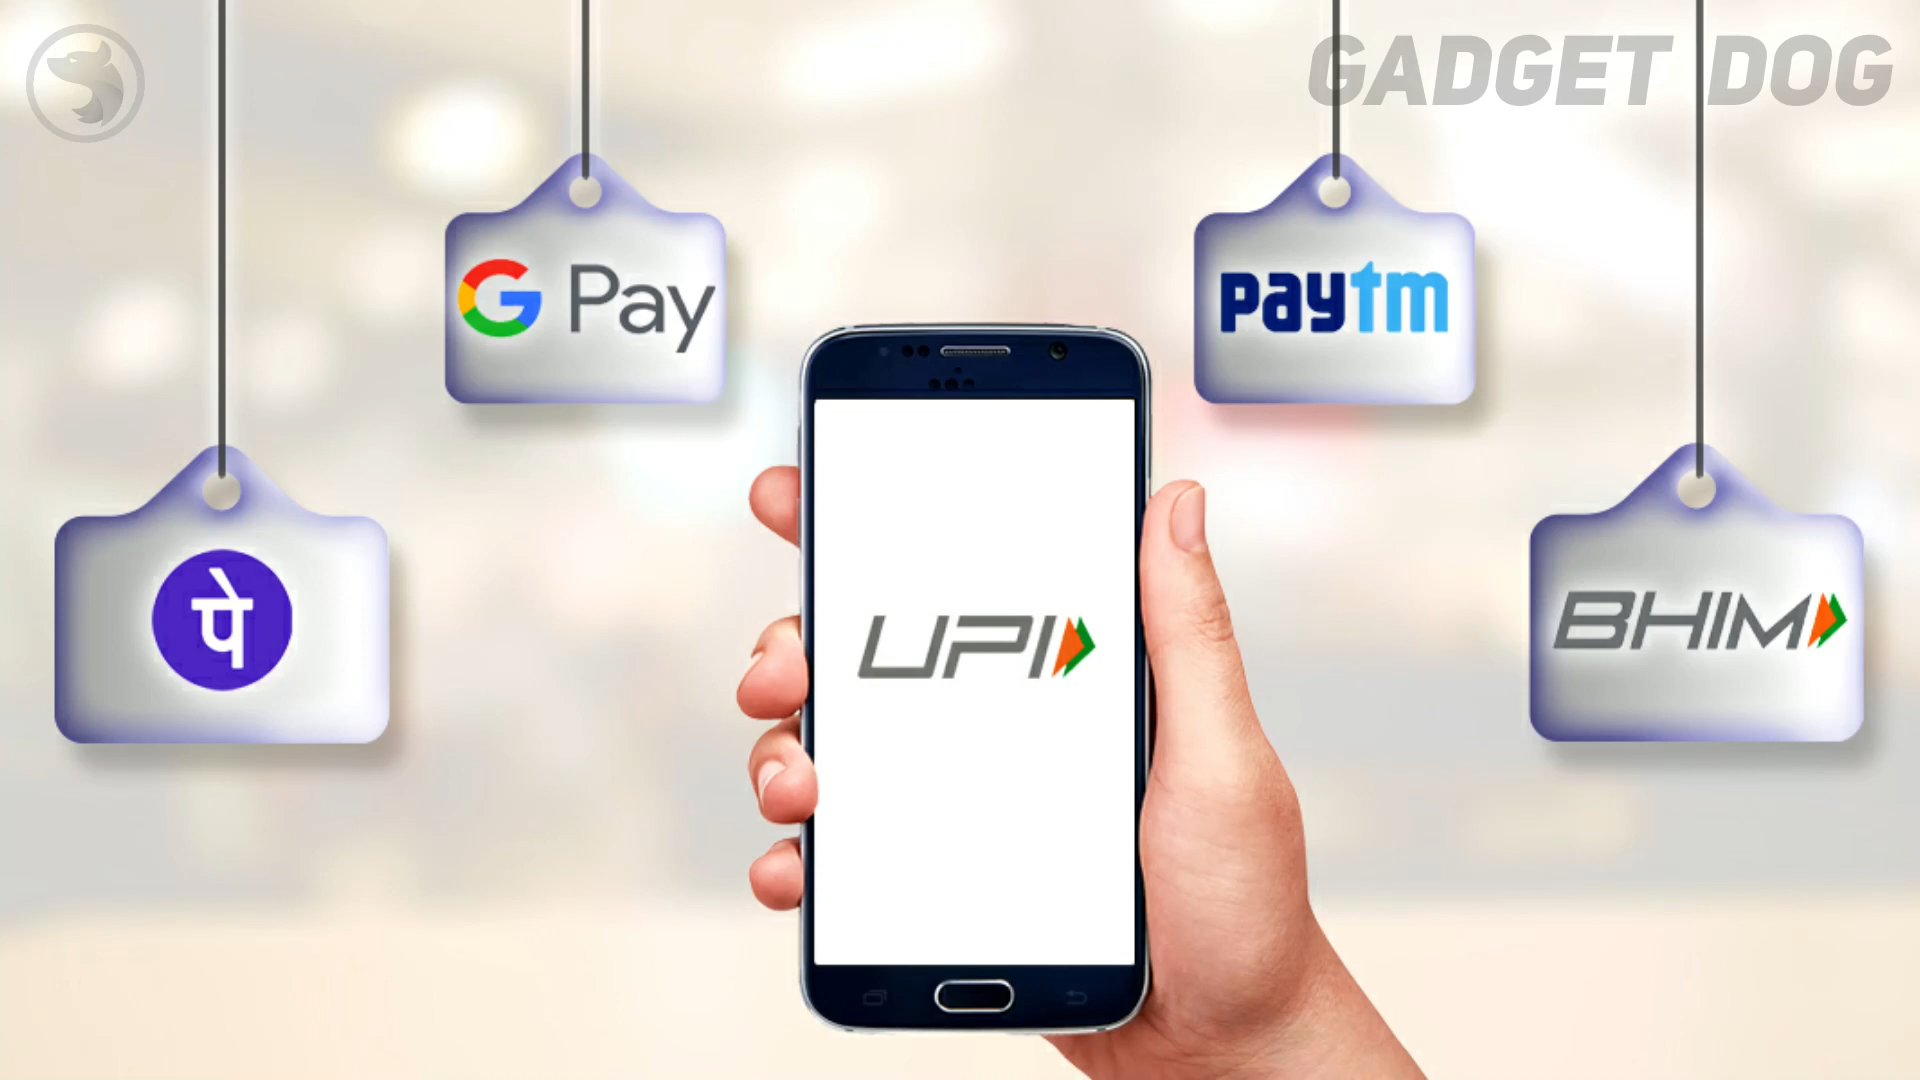 GADGET DOG
G Pay
paytm
पे
UPI
BHIM